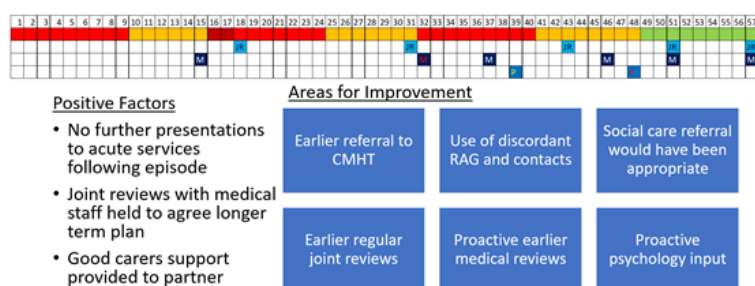 1 2 3 4 5 6 7 8 9 10 11 12 13 14 15 16 17 18 19 20 21 22 23 24 25 26 27 28 29 30 31 32 33 34 35 36 37 38 39 40 41 42 43 44 45 46 47 48 49 50 51 52 53 54 55 56 57
JR JR JR JR JR
M M M M M M
P P
Positive Factors
• No further presentations
to acute services
following episode
• Joint reviews with medical
staff held to agree longer
term plan
• Good carers support
provided to partner
Areas for Improvement
Earlier referral to
CMHT
Use of discordant
RAG and contacts
Social care referral
would have been
appropriate
Earlier regular
joint reviews
Proactive earlier
medical reviews
Proactive
psychology input